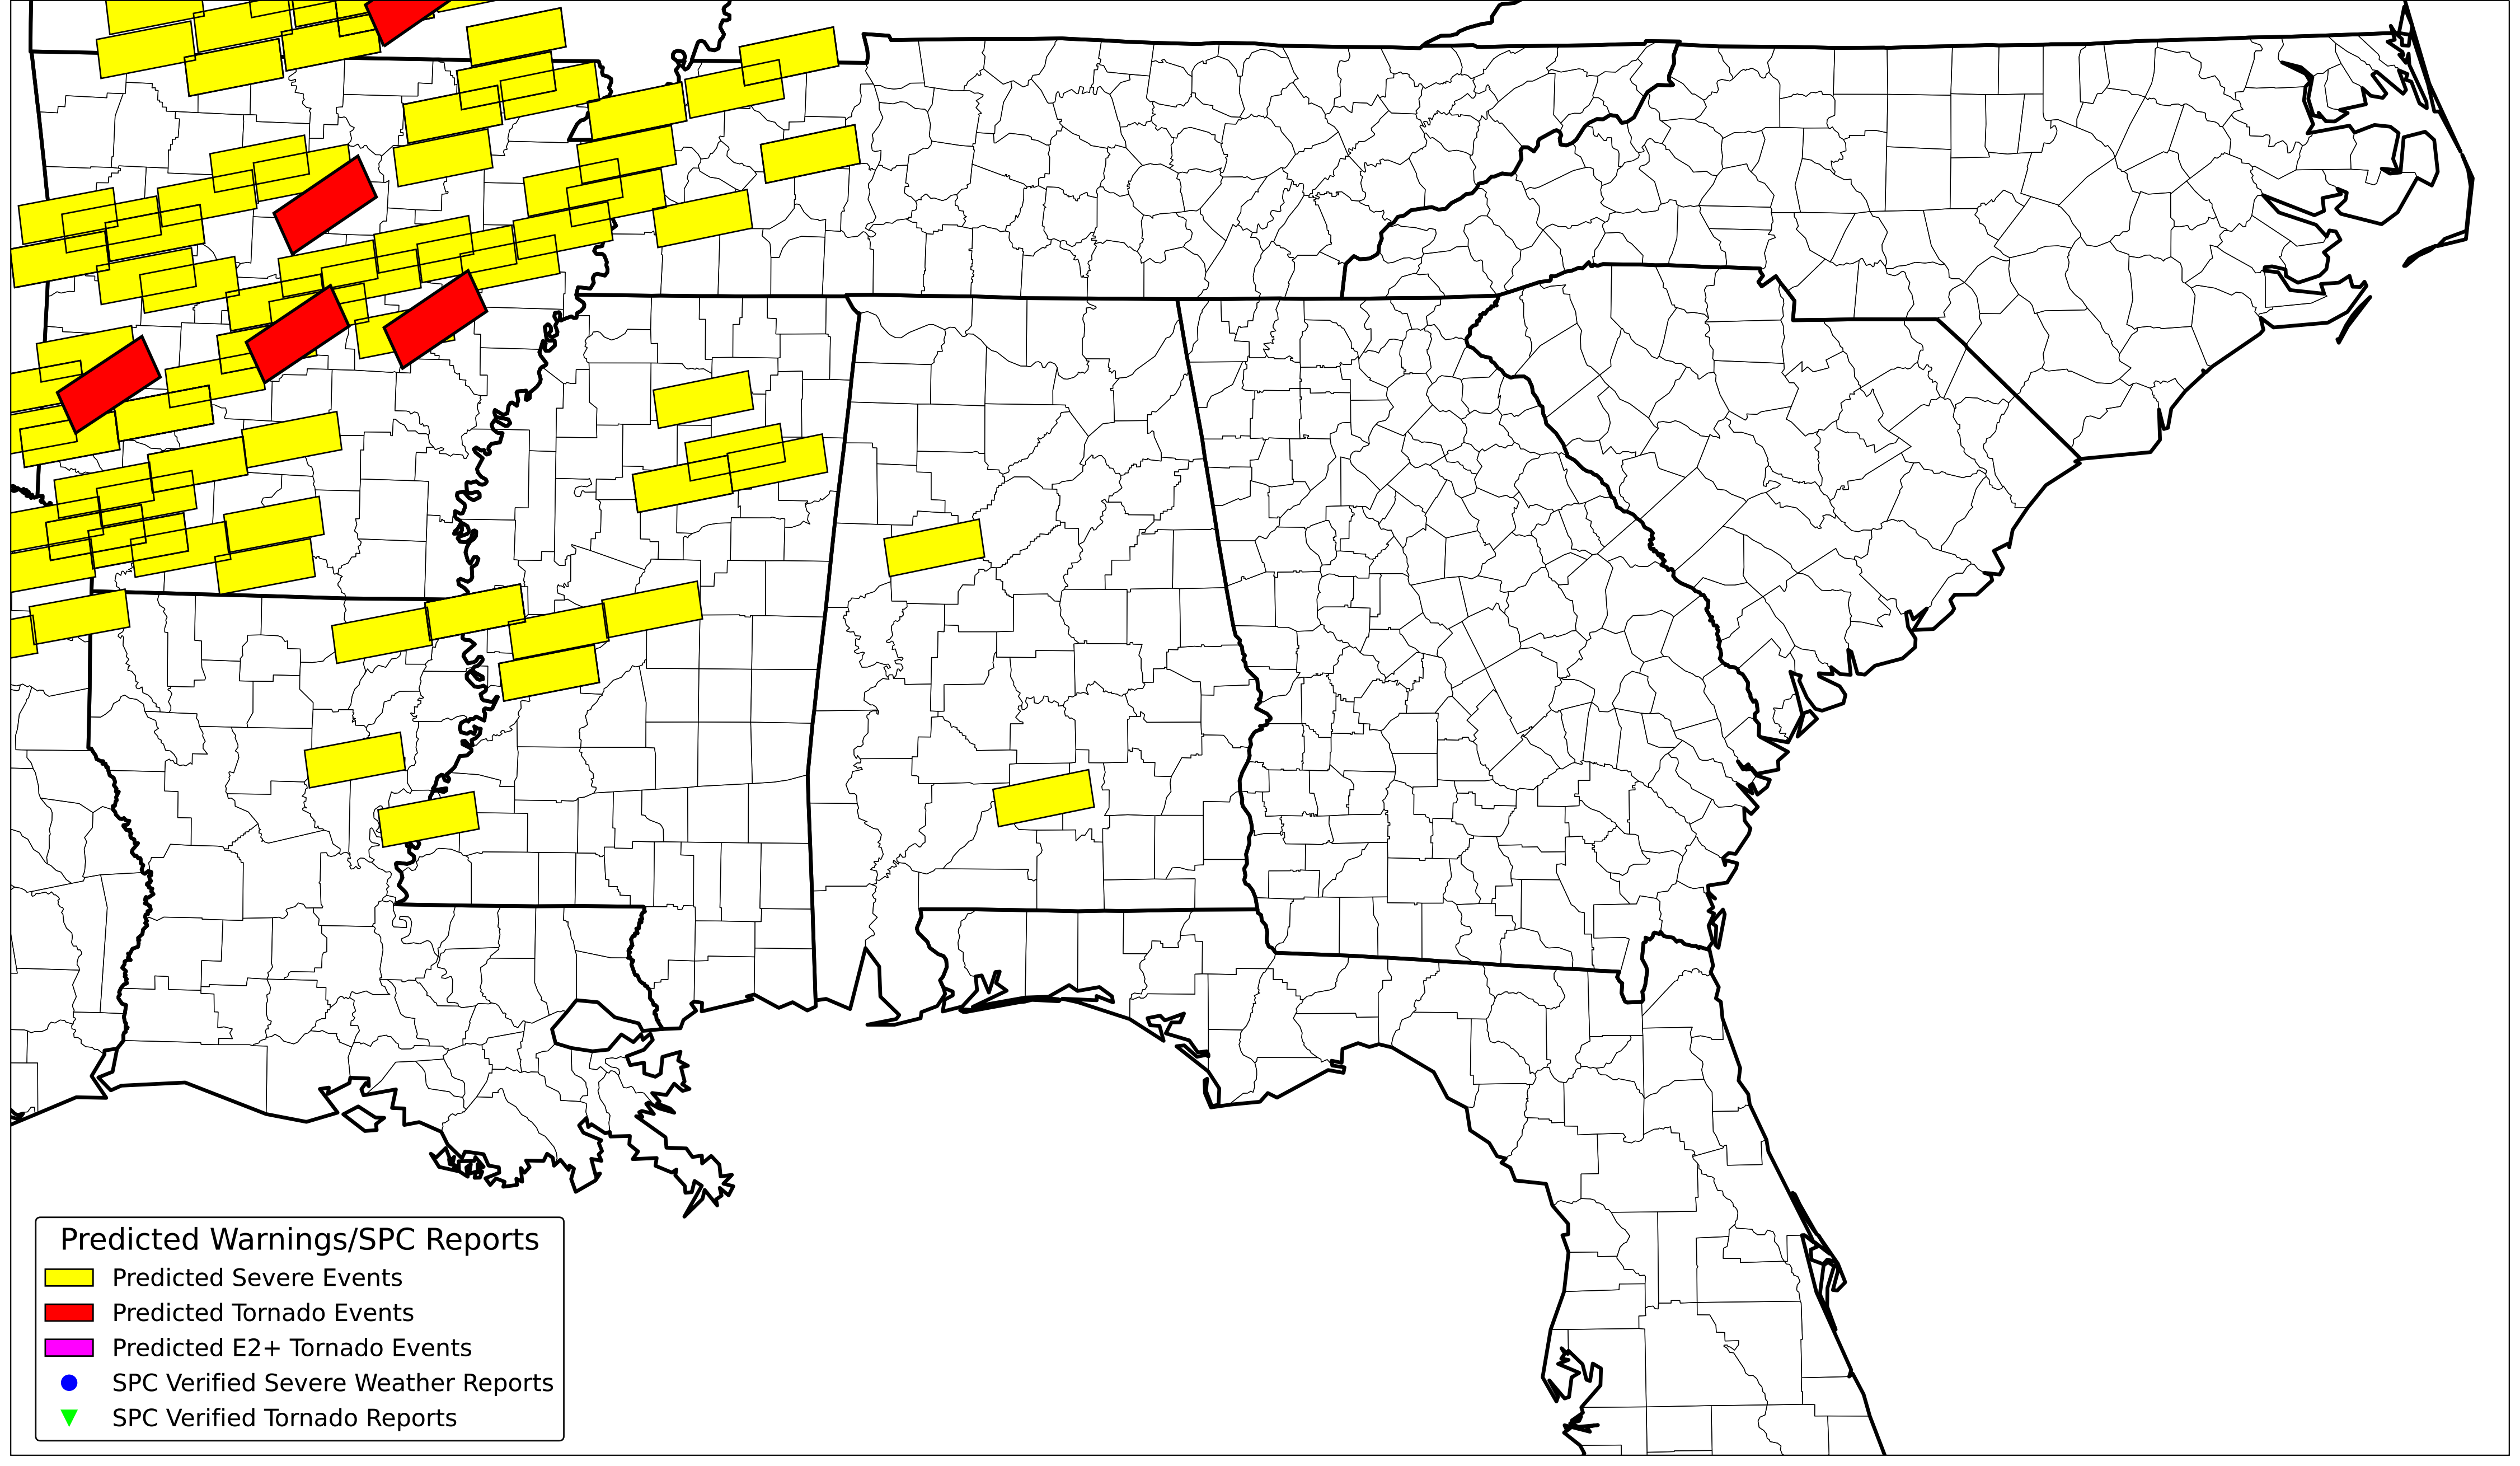 Predicted Warnings/SPC Reports
Predicted Severe Events
Predicted Tornado Events
Predicted E2+ Tornado Events
SPC Verified Severe Weather Reports
SPC Verified Tornado Reports